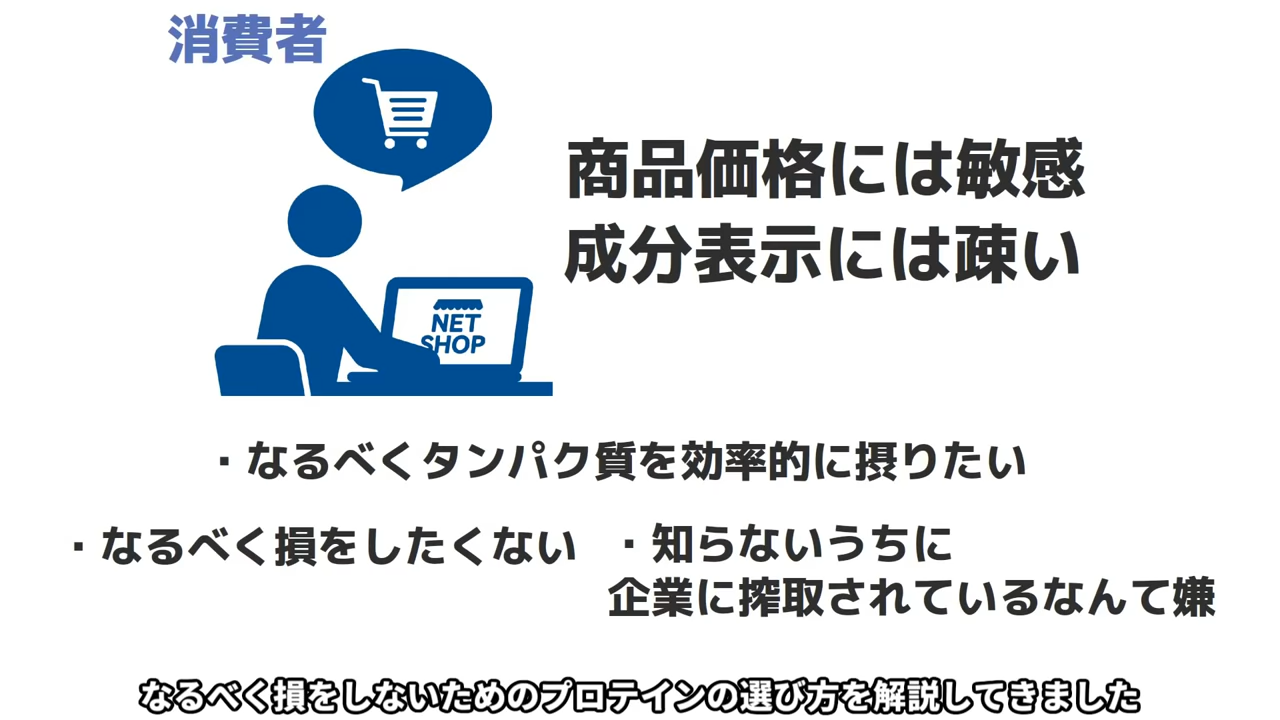 消費者
商品価格には敏感
成分表示には疎い
NET
SHOP
・なるべくタンパク質を効率的に摂りたい
・なるべく損をしたくない
・知らないうちに
企業に搾取されているなんて嫌
なるべく損をしないためのプロテインの選び方を解説してきました